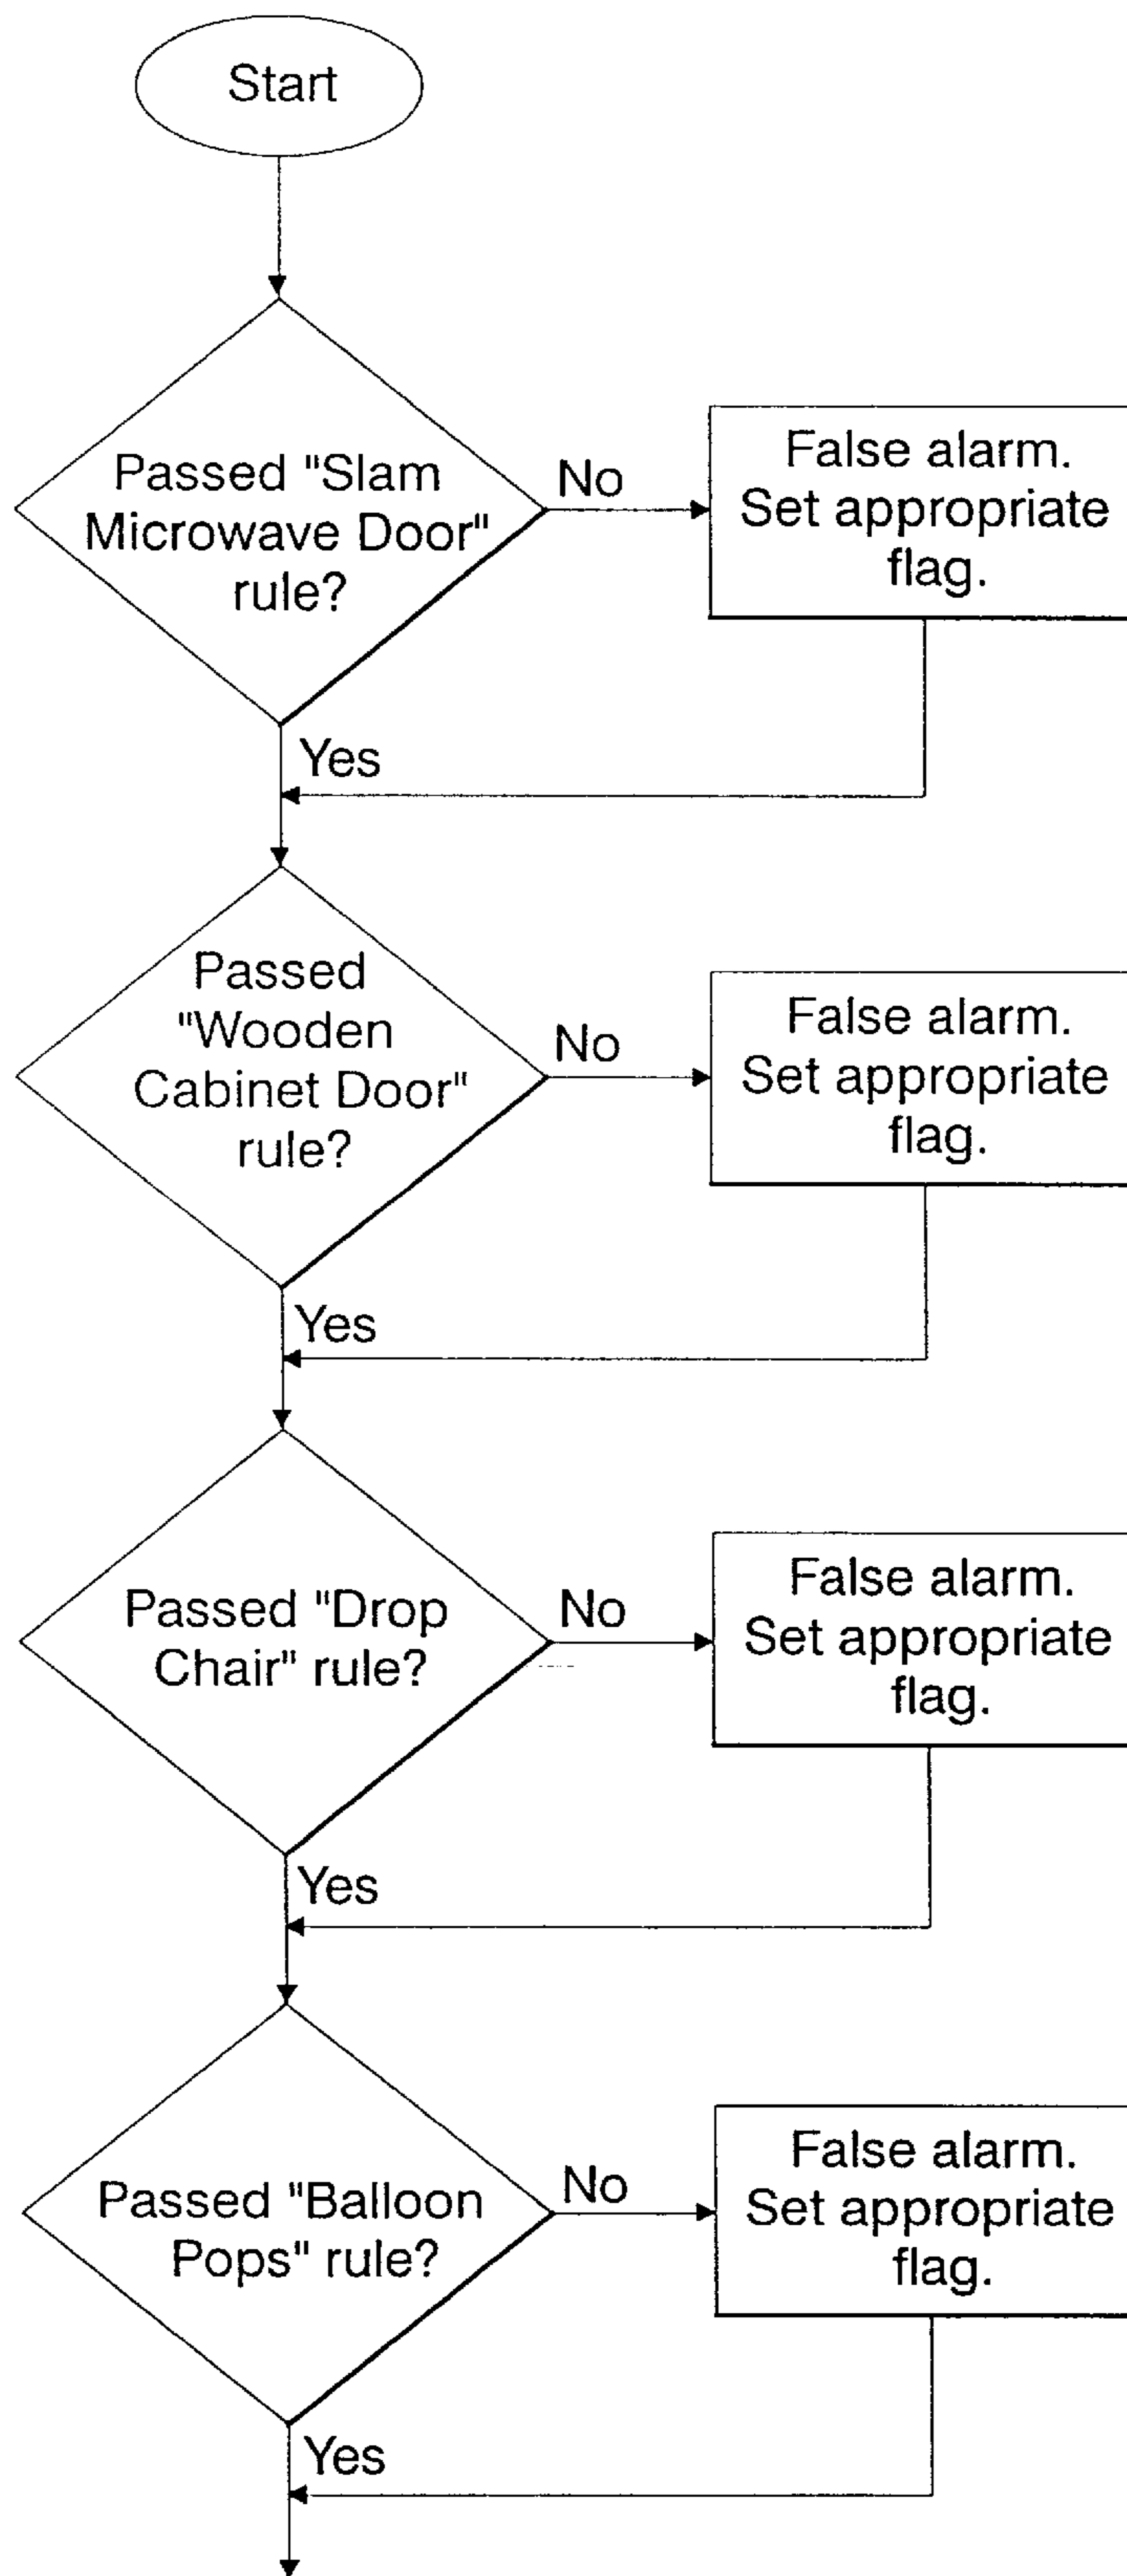 Start
Passed "Slam
Microwave Door"
rule?
No
False alarm.
Set appropriate
flag.
Yes
Passed
"Wooden
Cabinet Door"
rule?
No
False alarm.
Set appropriate
flag.
Yes
Passed "Drop
Chair" rule?
No
False alarm.
Set appropriate
flag.
Yes
Passed "Balloon
Pops" rule?
No
False alarm.
Set appropriate
flag.
Yes